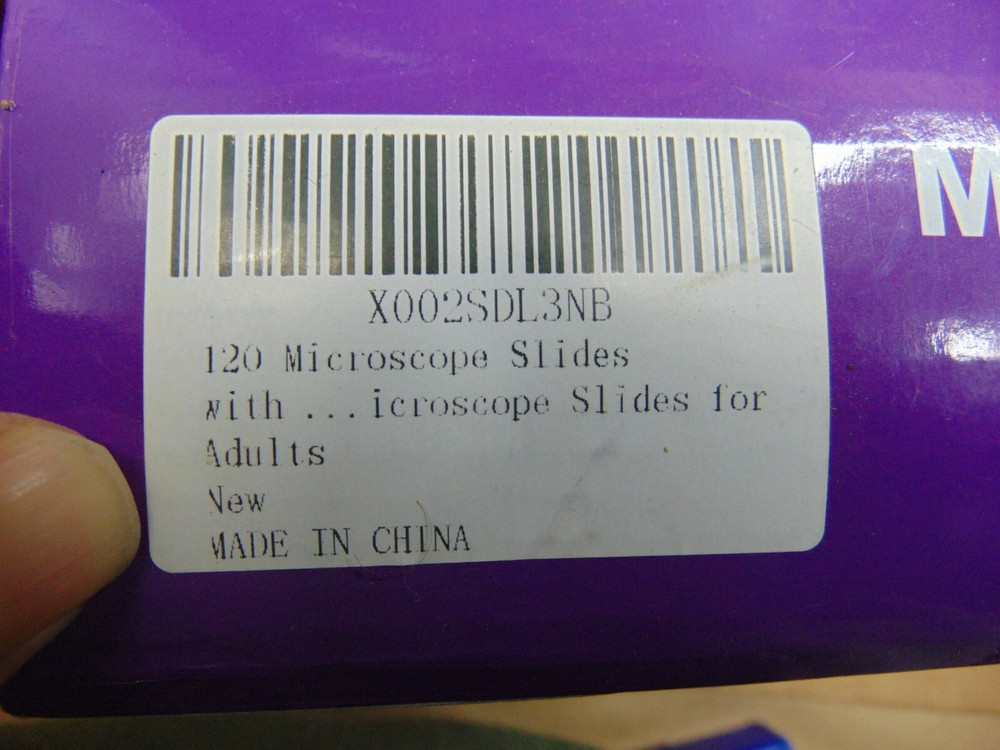 X002SDL3NB
120 Microscope Slides
with ...icroscope Slides for
Adults
New
MADE IN CHINA
M